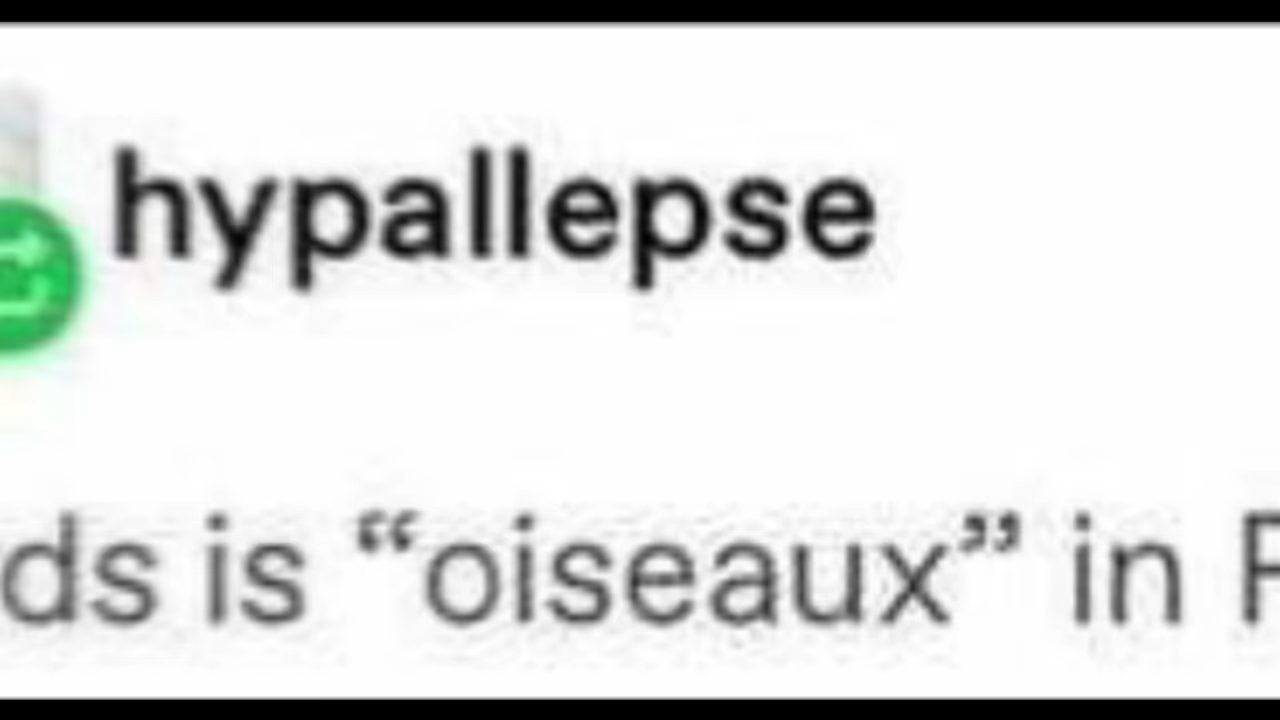 hypallepse
ds is “oiseaux” in F